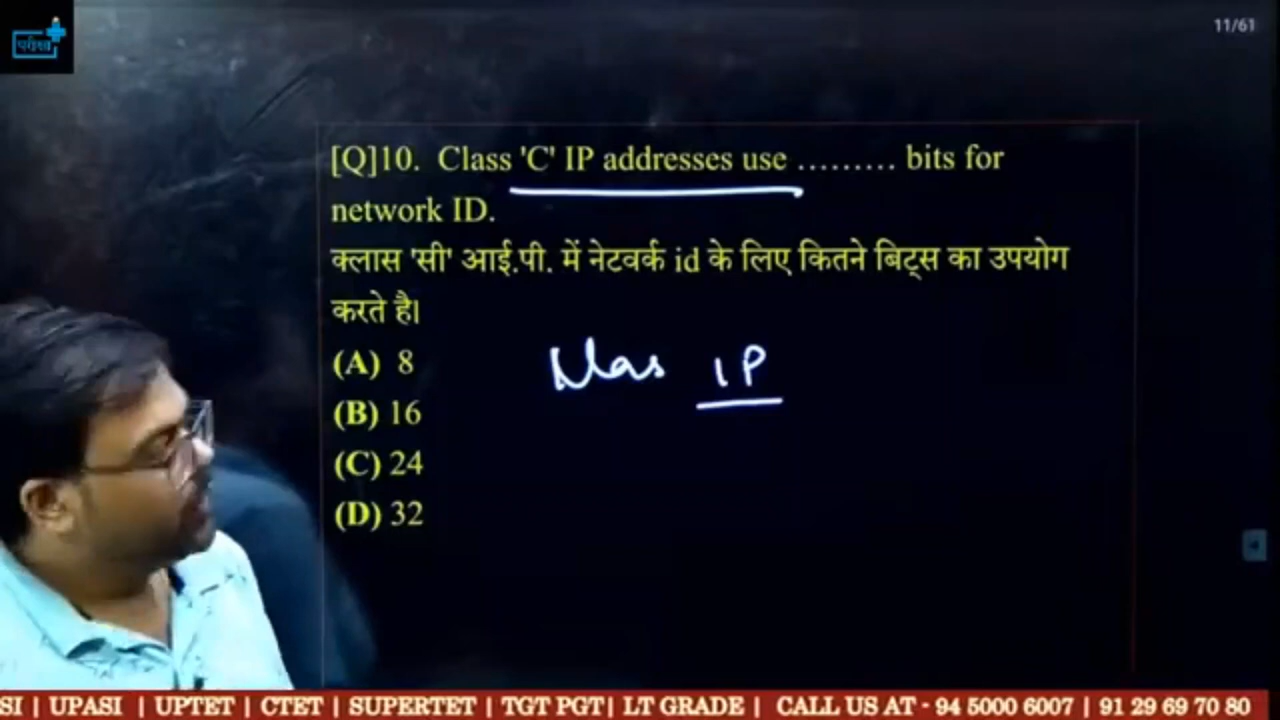 परीक्षा
11/61
[Q]10. Class 'C' IP addresses use ......... bits for
network ID.
क्लास 'सी' आई.पी. में नेटवर्क id के लिए कितने बिट्स का उपयोग
करते है।
(A) 8
(B) 16
(C) 24
(D) 32
IP
SI | UPASI | UPTET | CTET | SUPERTET | TGT PGT| LT GRADE | CALL US AT - 94 5000 6007 | 91 29 69 70 80